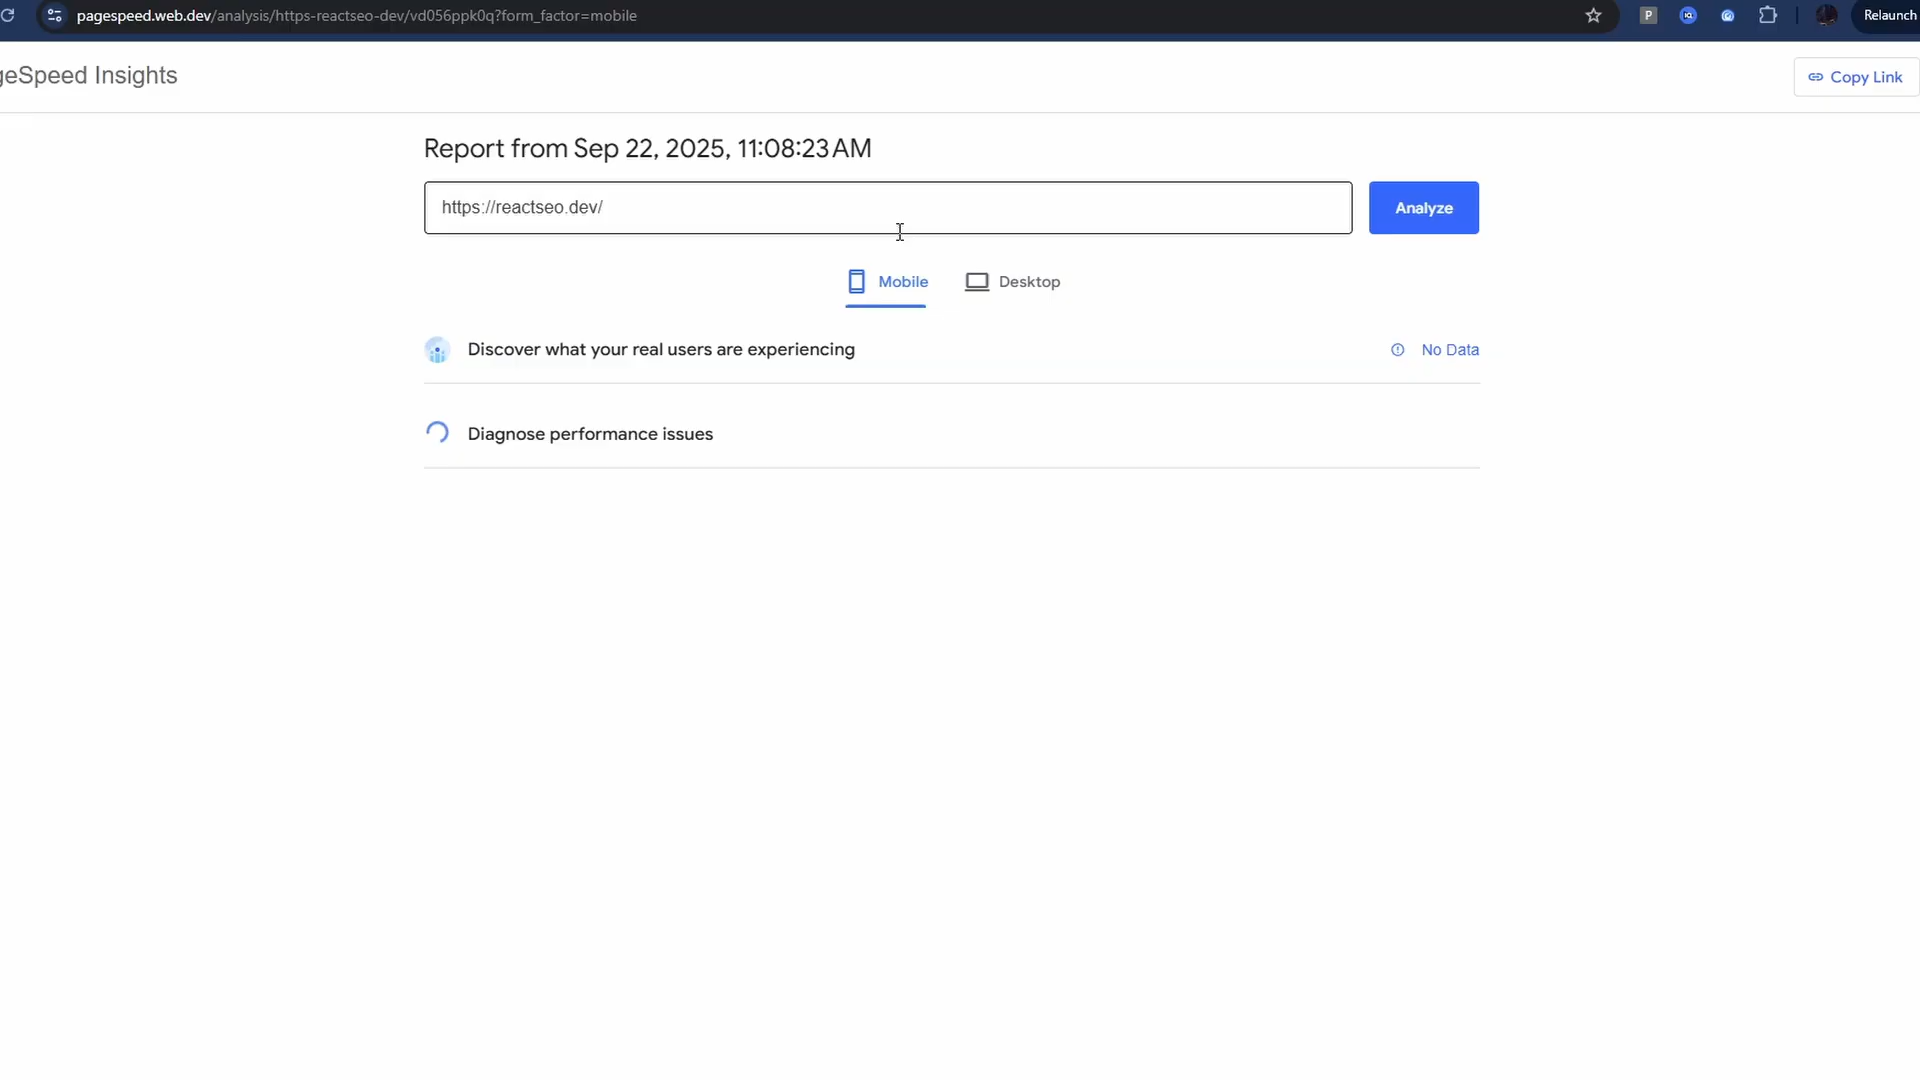 pagespeed.web.dev/analysis/https-reactseo-dev/vd056ppk0q?form_factor=mobile
P
Relaunch
geSpeed Insights
Copy Link
Report from Sep 22, 2025, 11:08:23 AM
https://reactseo.dev/
Analyze
Mobile
Desktop
Discover what your real users are experiencing
No Data
Diagnose performance issues